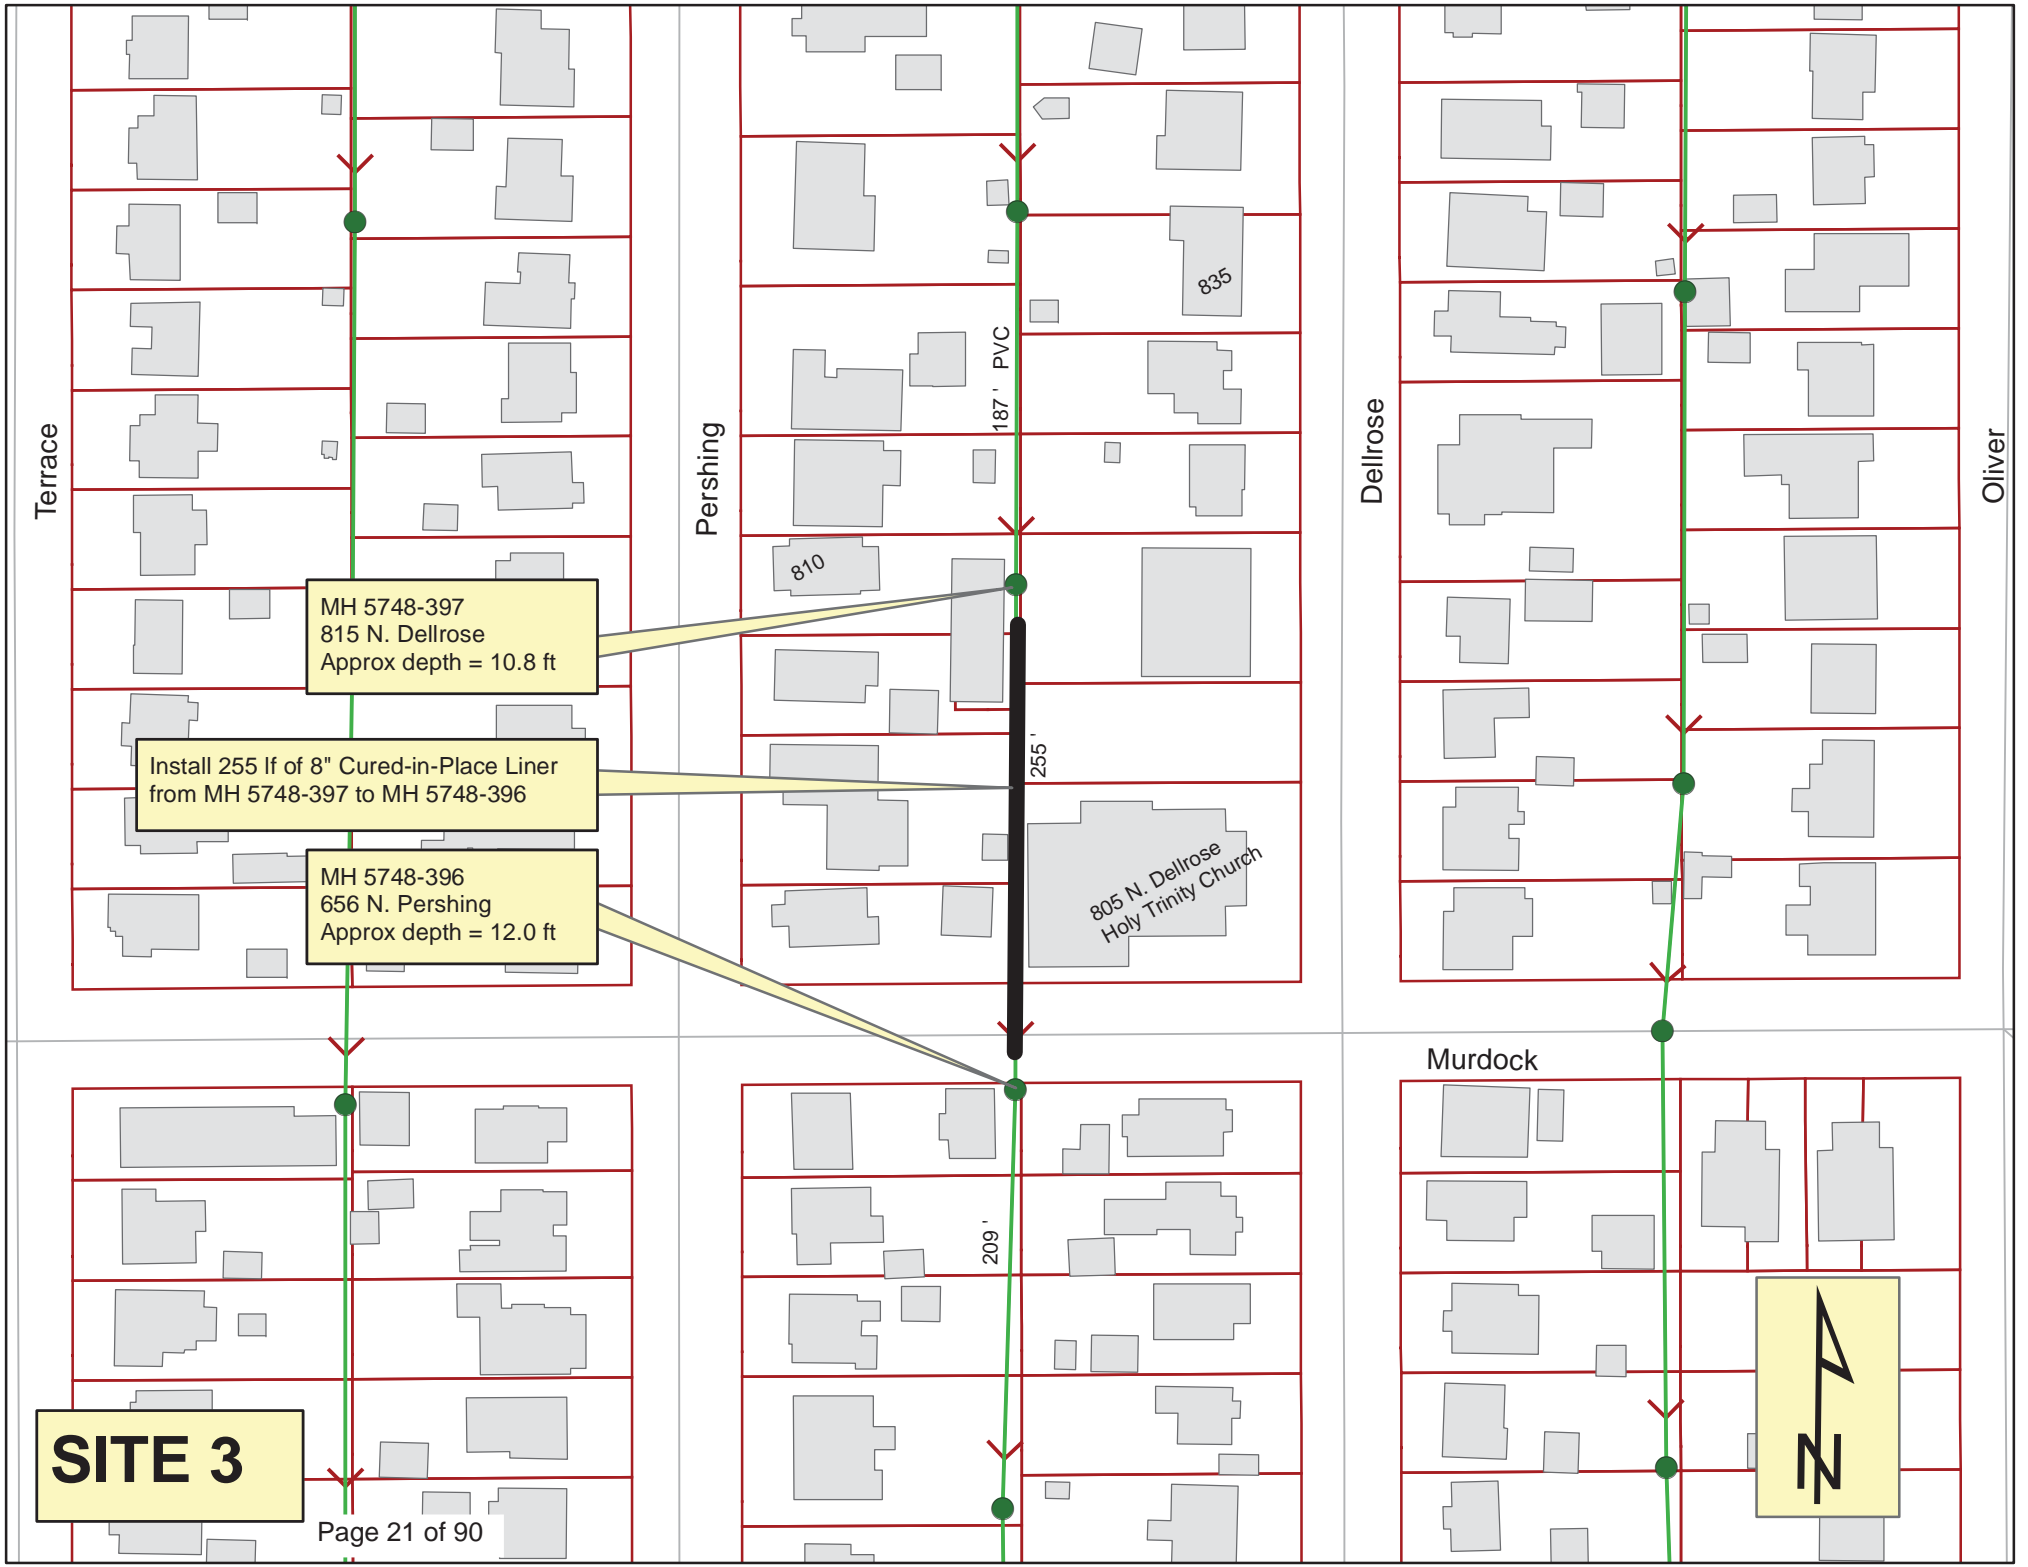 835
187 ' PVC
Terrace
Pershing
Dellrose
Oliver
810
MH 5748-397
815 N. Dellrose
Approx depth = 10.8 ft
255 '
Install 255 lf of 8" Cured-in-Place Liner
from MH 5748-397 to MH 5748-396
MH 5748-396
656 N. Pershing
Approx depth = 12.0 ft
805 N. Dellrose
Holy Trinity Church
Murdock
209 '
SITE 3
N
Page 21 of 90